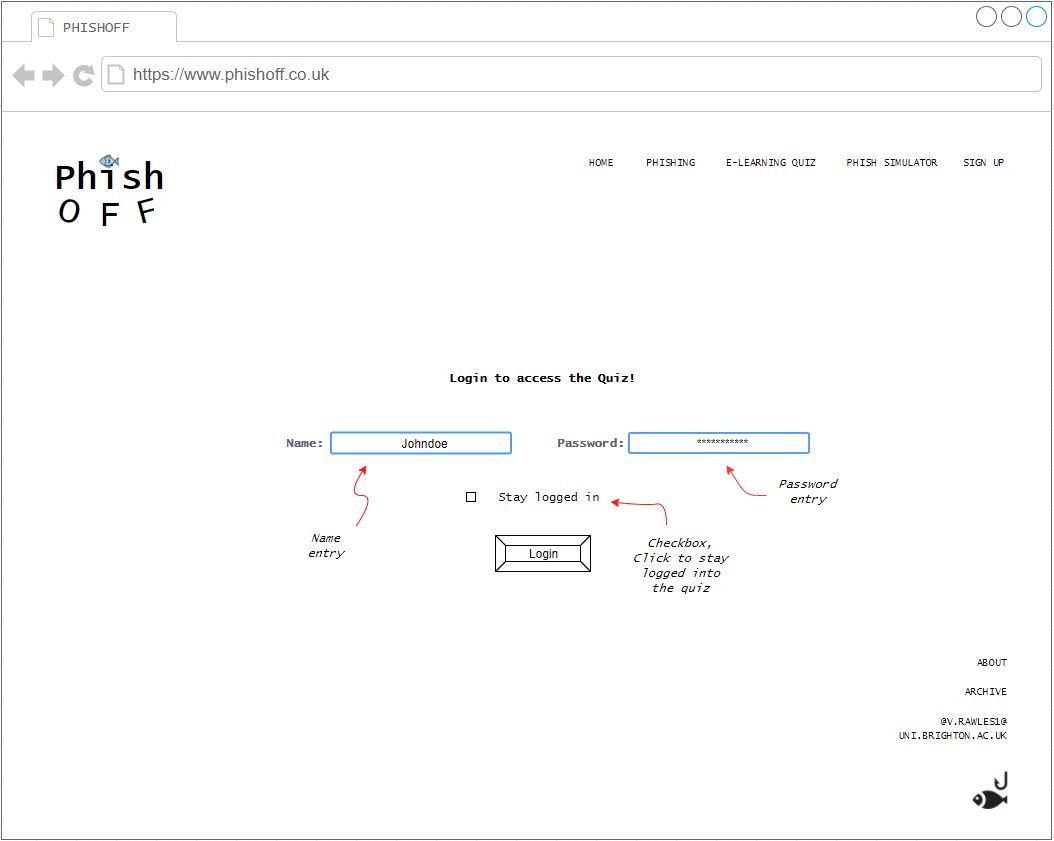 PHISHOFF
https://www.phishoff.co.uk
Phish
OFF
HOME PHISHING E-LEARNING QUIZ PHISH SIMULATOR SIGN UP
Login to access the Quiz!
Name: Johndoe Password: ***********
Password
entry
Stay logged in
Name
entry
Login
Checkbox,
Click to stay
logged into
the quiz
ABOUT
ARCHIVE
@V.RAWLES1@
UNI.BRIGHTON.AC.UK